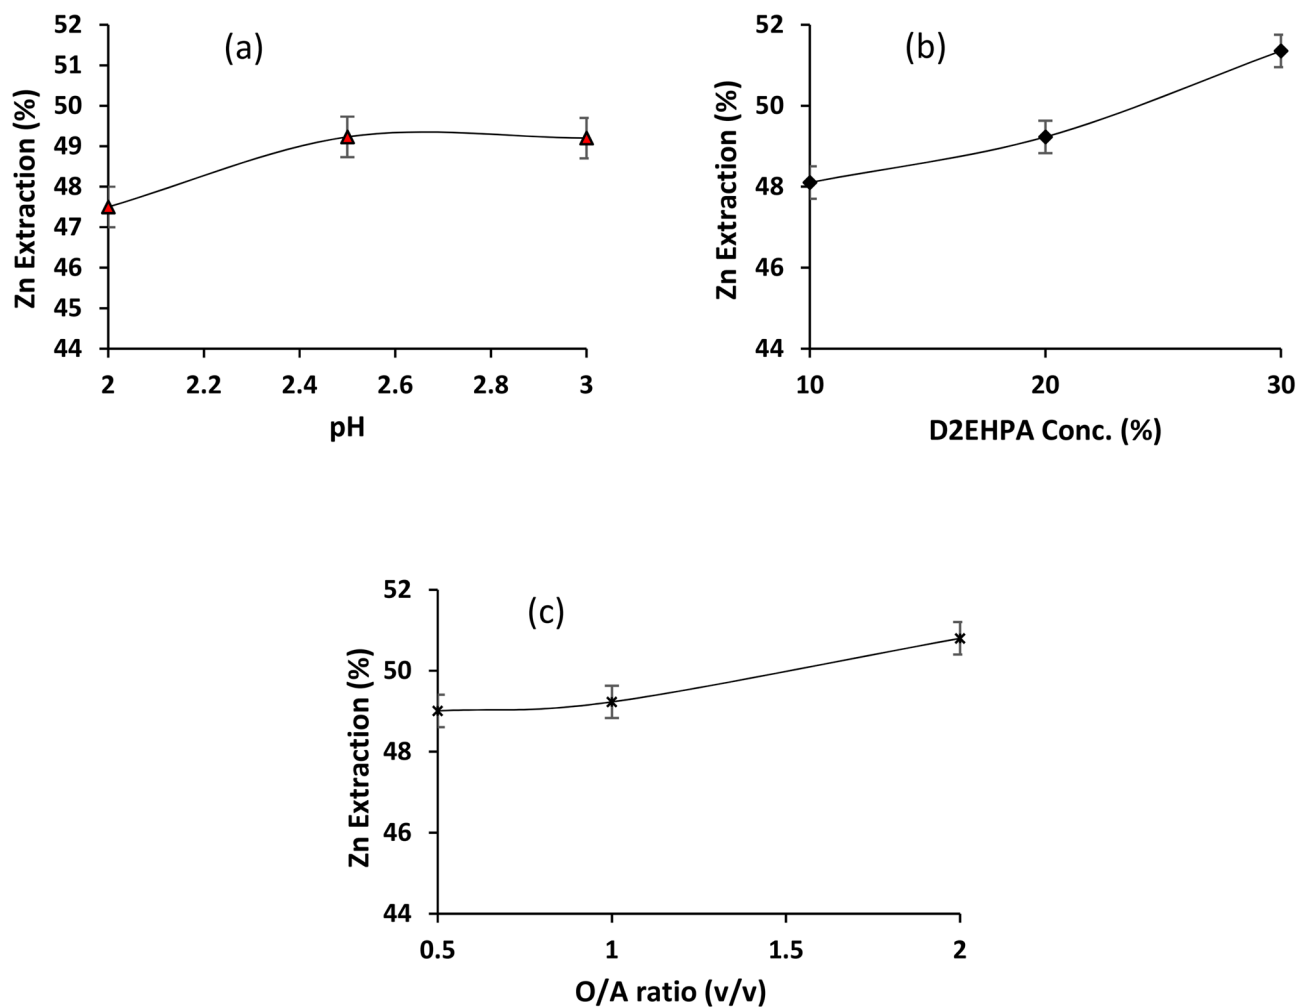 (a)
Zn Extraction (%)
52
51
50
49
48
47
46
45
44
2 2.2 2.4 2.6 2.8 3
pH
(b)
Zn Extraction (%)
52
50
48
46
44
10 20 30
D2EHPA Conc. (%)
(c)
Zn Extraction (%)
52
50
48
46
44
0.5 1 1.5 2
O/A ratio (v/v)